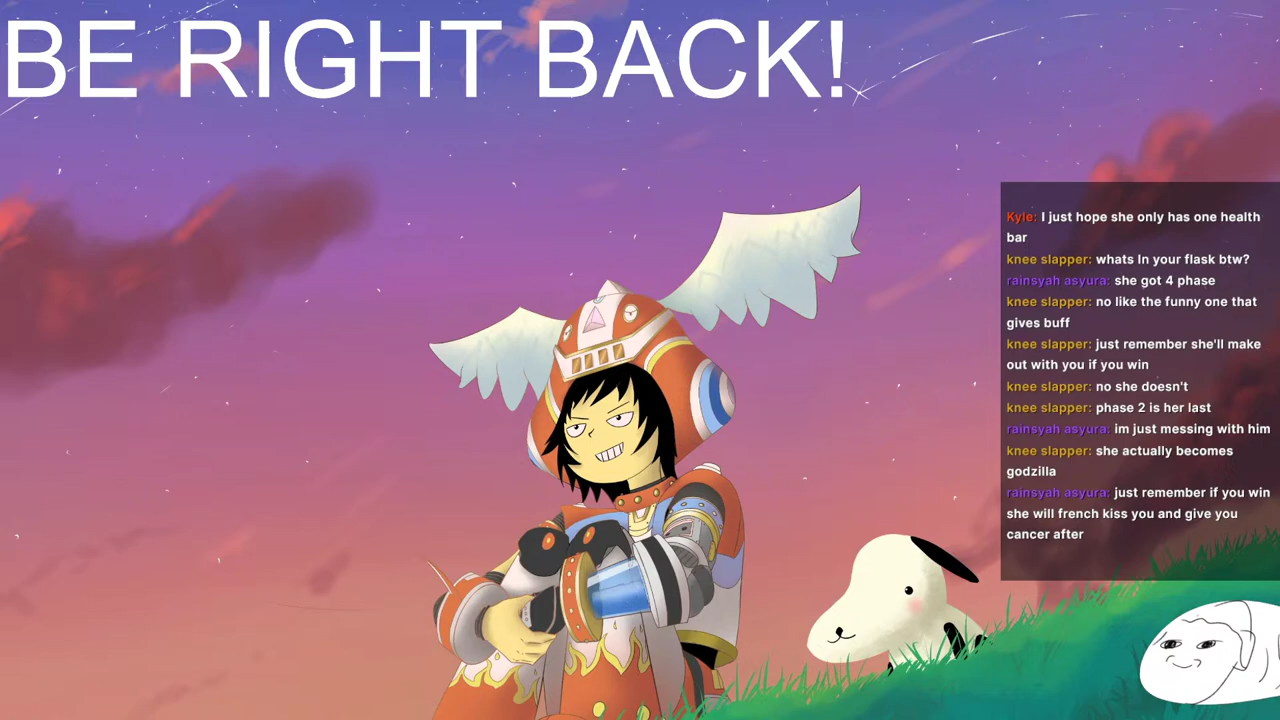 BE RIGHT BACK!
Kyle: I just hope she only has one health
bar
knee slapper: whats In your flask btw?
rainsyah asyura: she got 4 phase
knee slapper: no like the funny one that
gives buff
knee slapper: just remember she'll make
out with you if you win
knee slapper: no she doesn't
knee slapper: phase 2 is her last
rainsyah asyura: im just messing with him
knee slapper: she actually becomes
godzilla
rainsyah asyura: just remember if you win
she will french kiss you and give you
cancer after